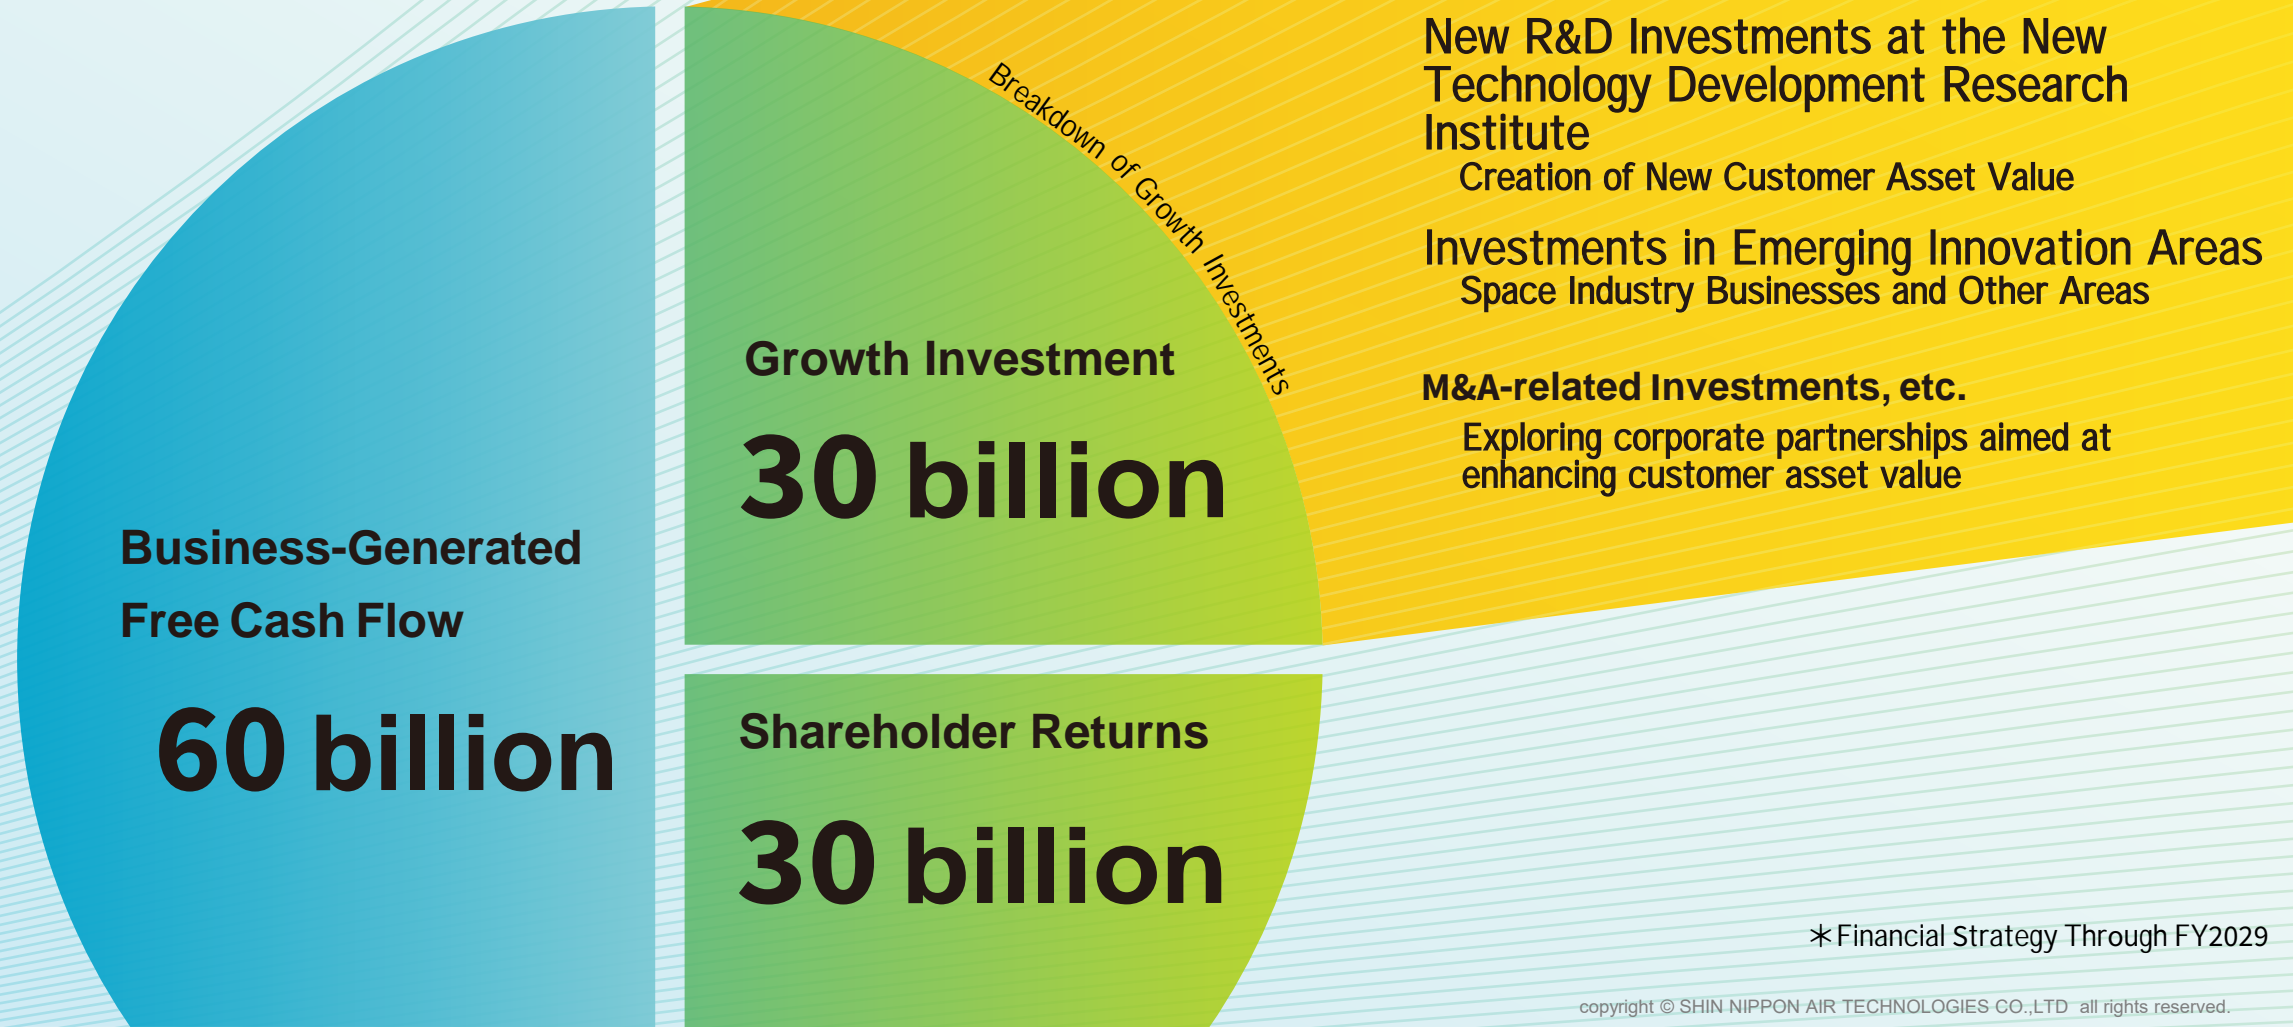 Business-Generated
Free Cash Flow
60 billion
Growth Investment
30 billion
Shareholder Returns
30 billion
Breakdown of Growth Investments
New R&D Investments at the New
Technology Development Research
Institute
Creation of New Customer Asset Value
Investments in Emerging Innovation Areas
Space Industry Businesses and Other Areas
M&A-related Investments, etc.
Exploring corporate partnerships aimed at
enhancing customer asset value
＊Financial Strategy Through FY2029
copyright © SHIN NIPPON AIR TECHNOLOGIES CO.,LTD all rights reserved.